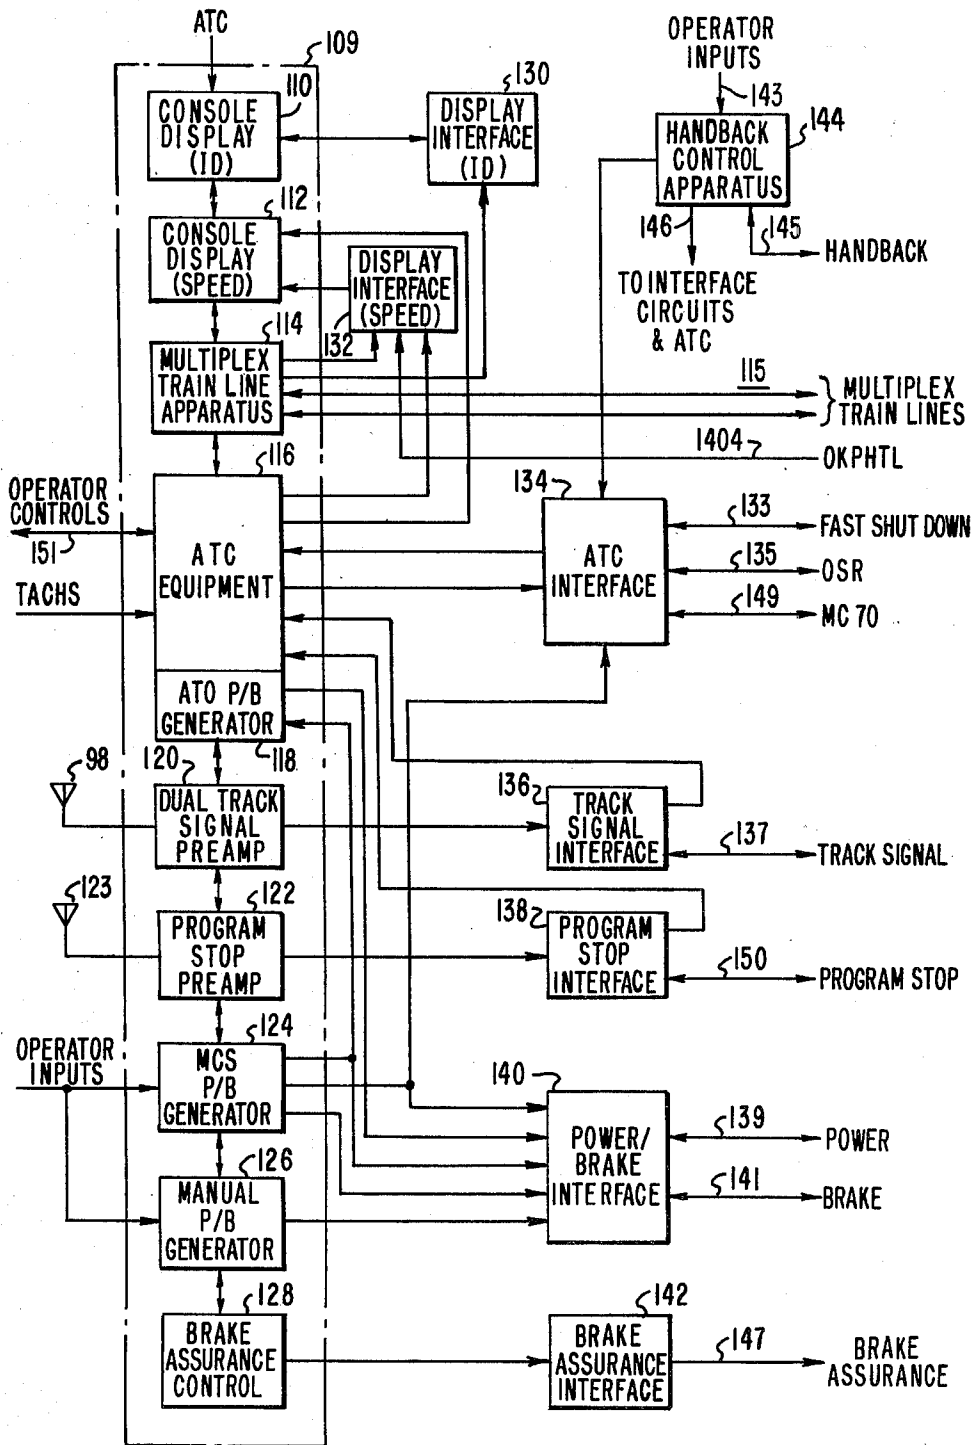 ATC
109
110
CONSOLE
DISPLAY
(ID)
130
DISPLAY
INTERFACE
(ID)
OPERATOR
INPUTS
143
144
HANDBACK
CONTROL
APPARATUS
146
145
HANDBACK
TO INTERFACE
CIRCUITS
& ATC
112
CONSOLE
DISPLAY
(SPEED)
DISPLAY
INTERFACE
(SPEED)
132
114
MULTIPLEX
TRAIN LINE
APPARATUS
115
MULTIPLEX
TRAIN LINES
1404
OKPHTL
116
OPERATOR
CONTROLS
151
TACHS
ATC
EQUIPMENT
134
ATC
INTERFACE
133
FAST SHUT DOWN
135
OSR
149
MC 70
ATO P/B
GENERATOR
118
98
120
DUAL TRACK
SIGNAL
PREAMP
136
TRACK
SIGNAL
INTERFACE
137
TRACK SIGNAL
123
122
PROGRAM
STOP
PREAMP
138
PROGRAM
STOP
INTERFACE
150
PROGRAM STOP
OPERATOR
INPUTS
124
MCS
P/B
GENERATOR
140
POWER/
BRAKE
INTERFACE
139
POWER
141
BRAKE
126
MANUAL
P/B
GENERATOR
128
BRAKE
ASSURANCE
CONTROL
142
BRAKE
ASSURANCE
INTERFACE
147
BRAKE
ASSURANCE